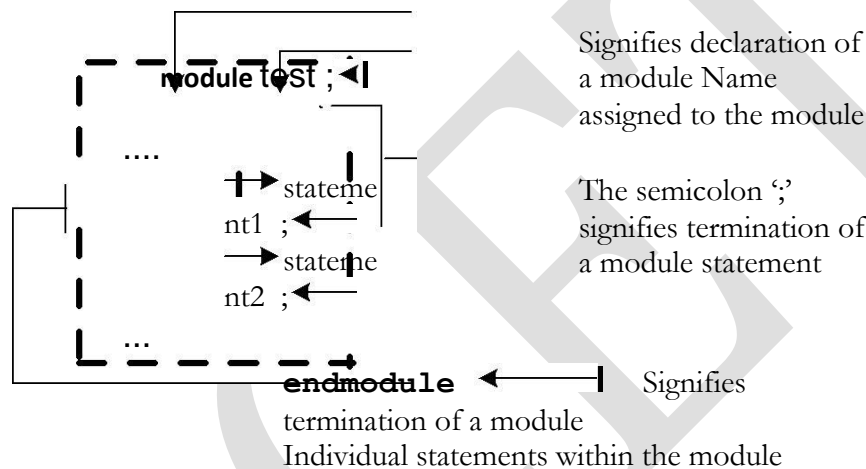 Signifies declaration of
module test ;
a module Name
assigned to the module
....
stateme
The semicolon ‘;’
nt1 ;
signifies termination of
stateme
a module statement
nt2 ;
...
endmodule Signifies
termination of a module
Individual statements within the module